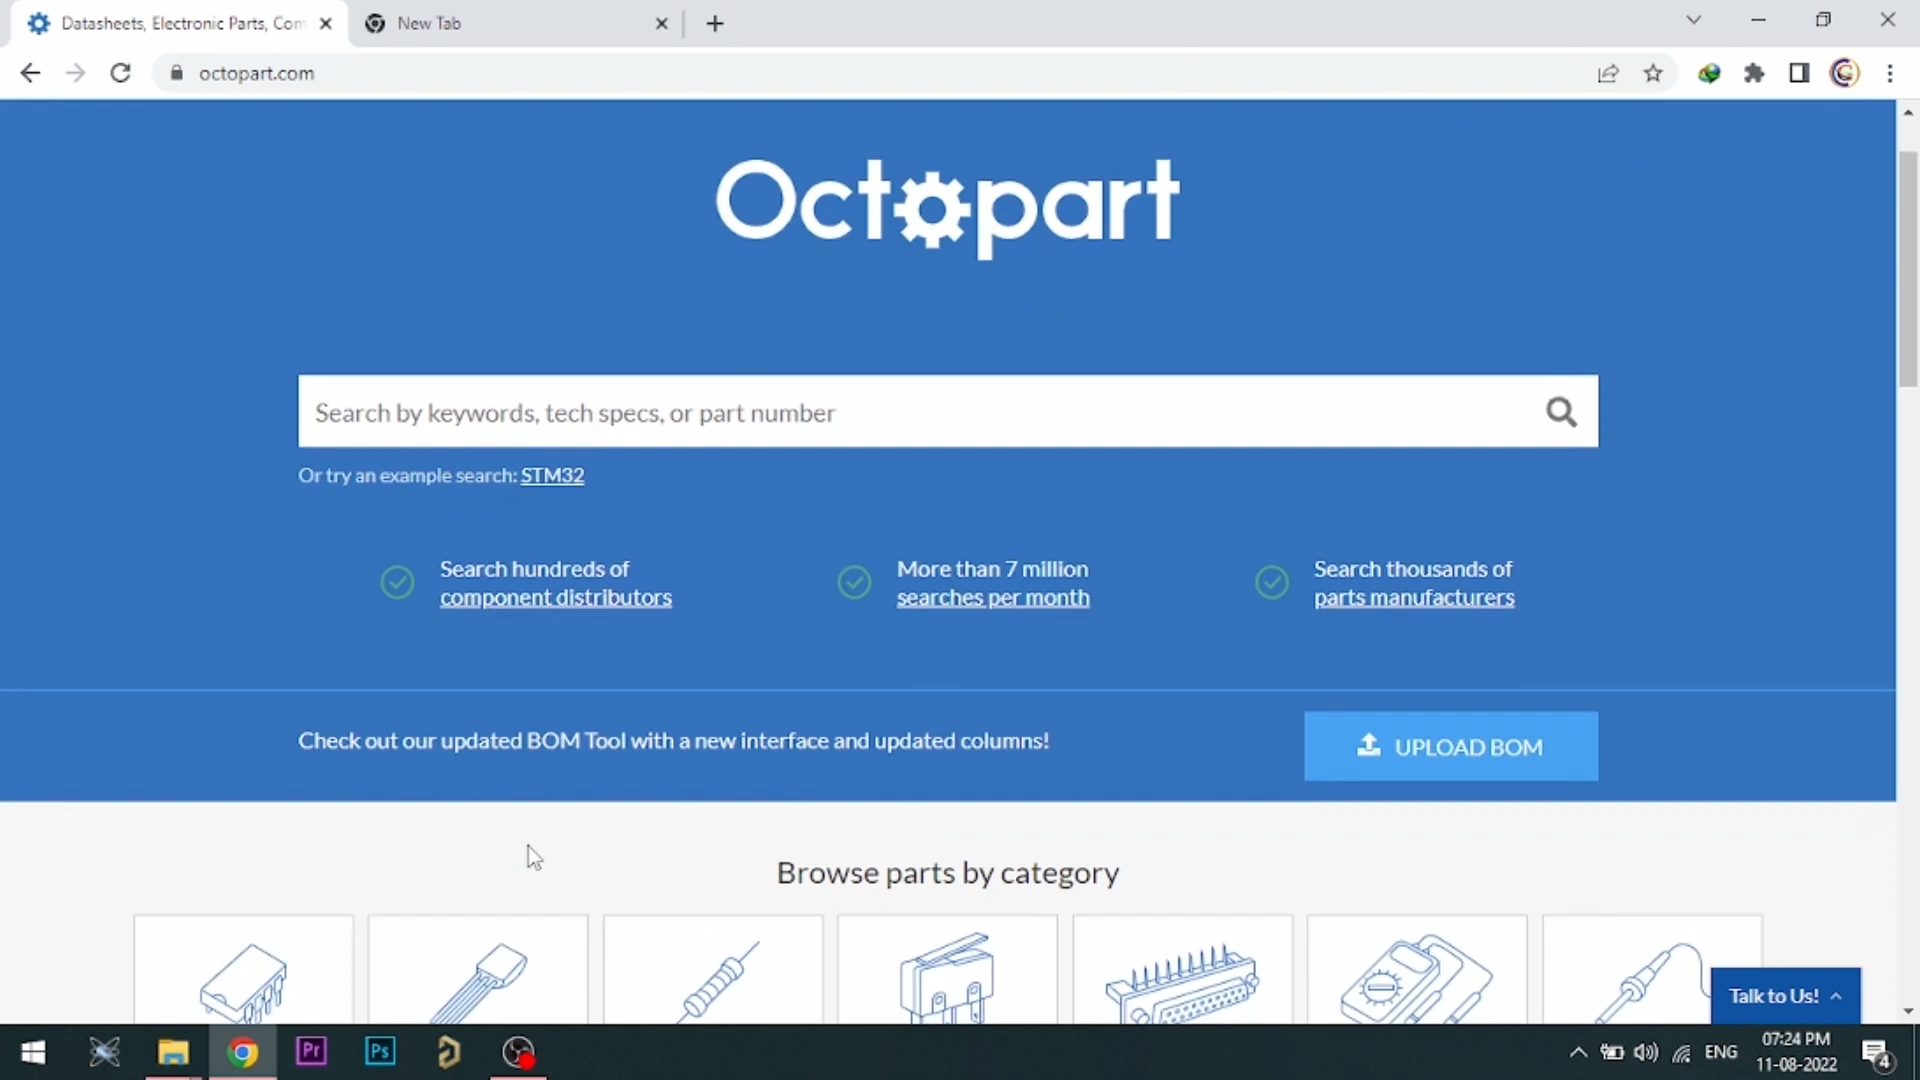 Datasheets, Electronic Parts, Com
New Tab
octopart.com
Octopart
Search by keywords, tech specs, or part number
Or try an example search: STM32
Search hundreds of
component distributors
More than 7 million
searches per month
Search thousands of
parts manufacturers
Check out our updated BOM Tool with a new interface and updated columns!
UPLOAD BOM
Browse parts by category
Talk to Us!
Pr
Ps
ENG
07:24 PM
11-08-2022
4